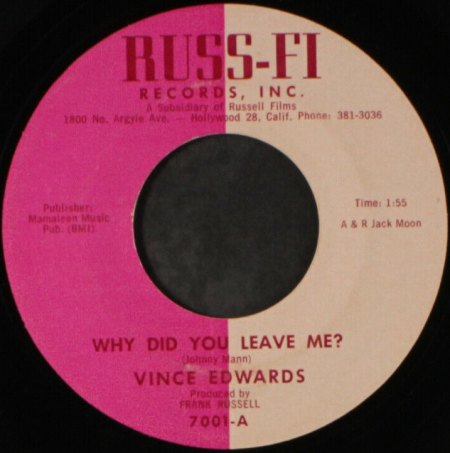 RUSS-FI
RECORDS, INC.
A Subsidiary of Russell Films
1800 No. Argyle Ave. — Hollywood 28, Calif. Phone: 381-3036
Publisher:
Mamaleen Music
Pub. (BMI)
Time: 1:55
A & R Jack Moon
WHY DID YOU LEAVE ME?
(Johnny Mann)
VINCE EDWARDS
Produced by
FRANK RUSSELL
7001-A